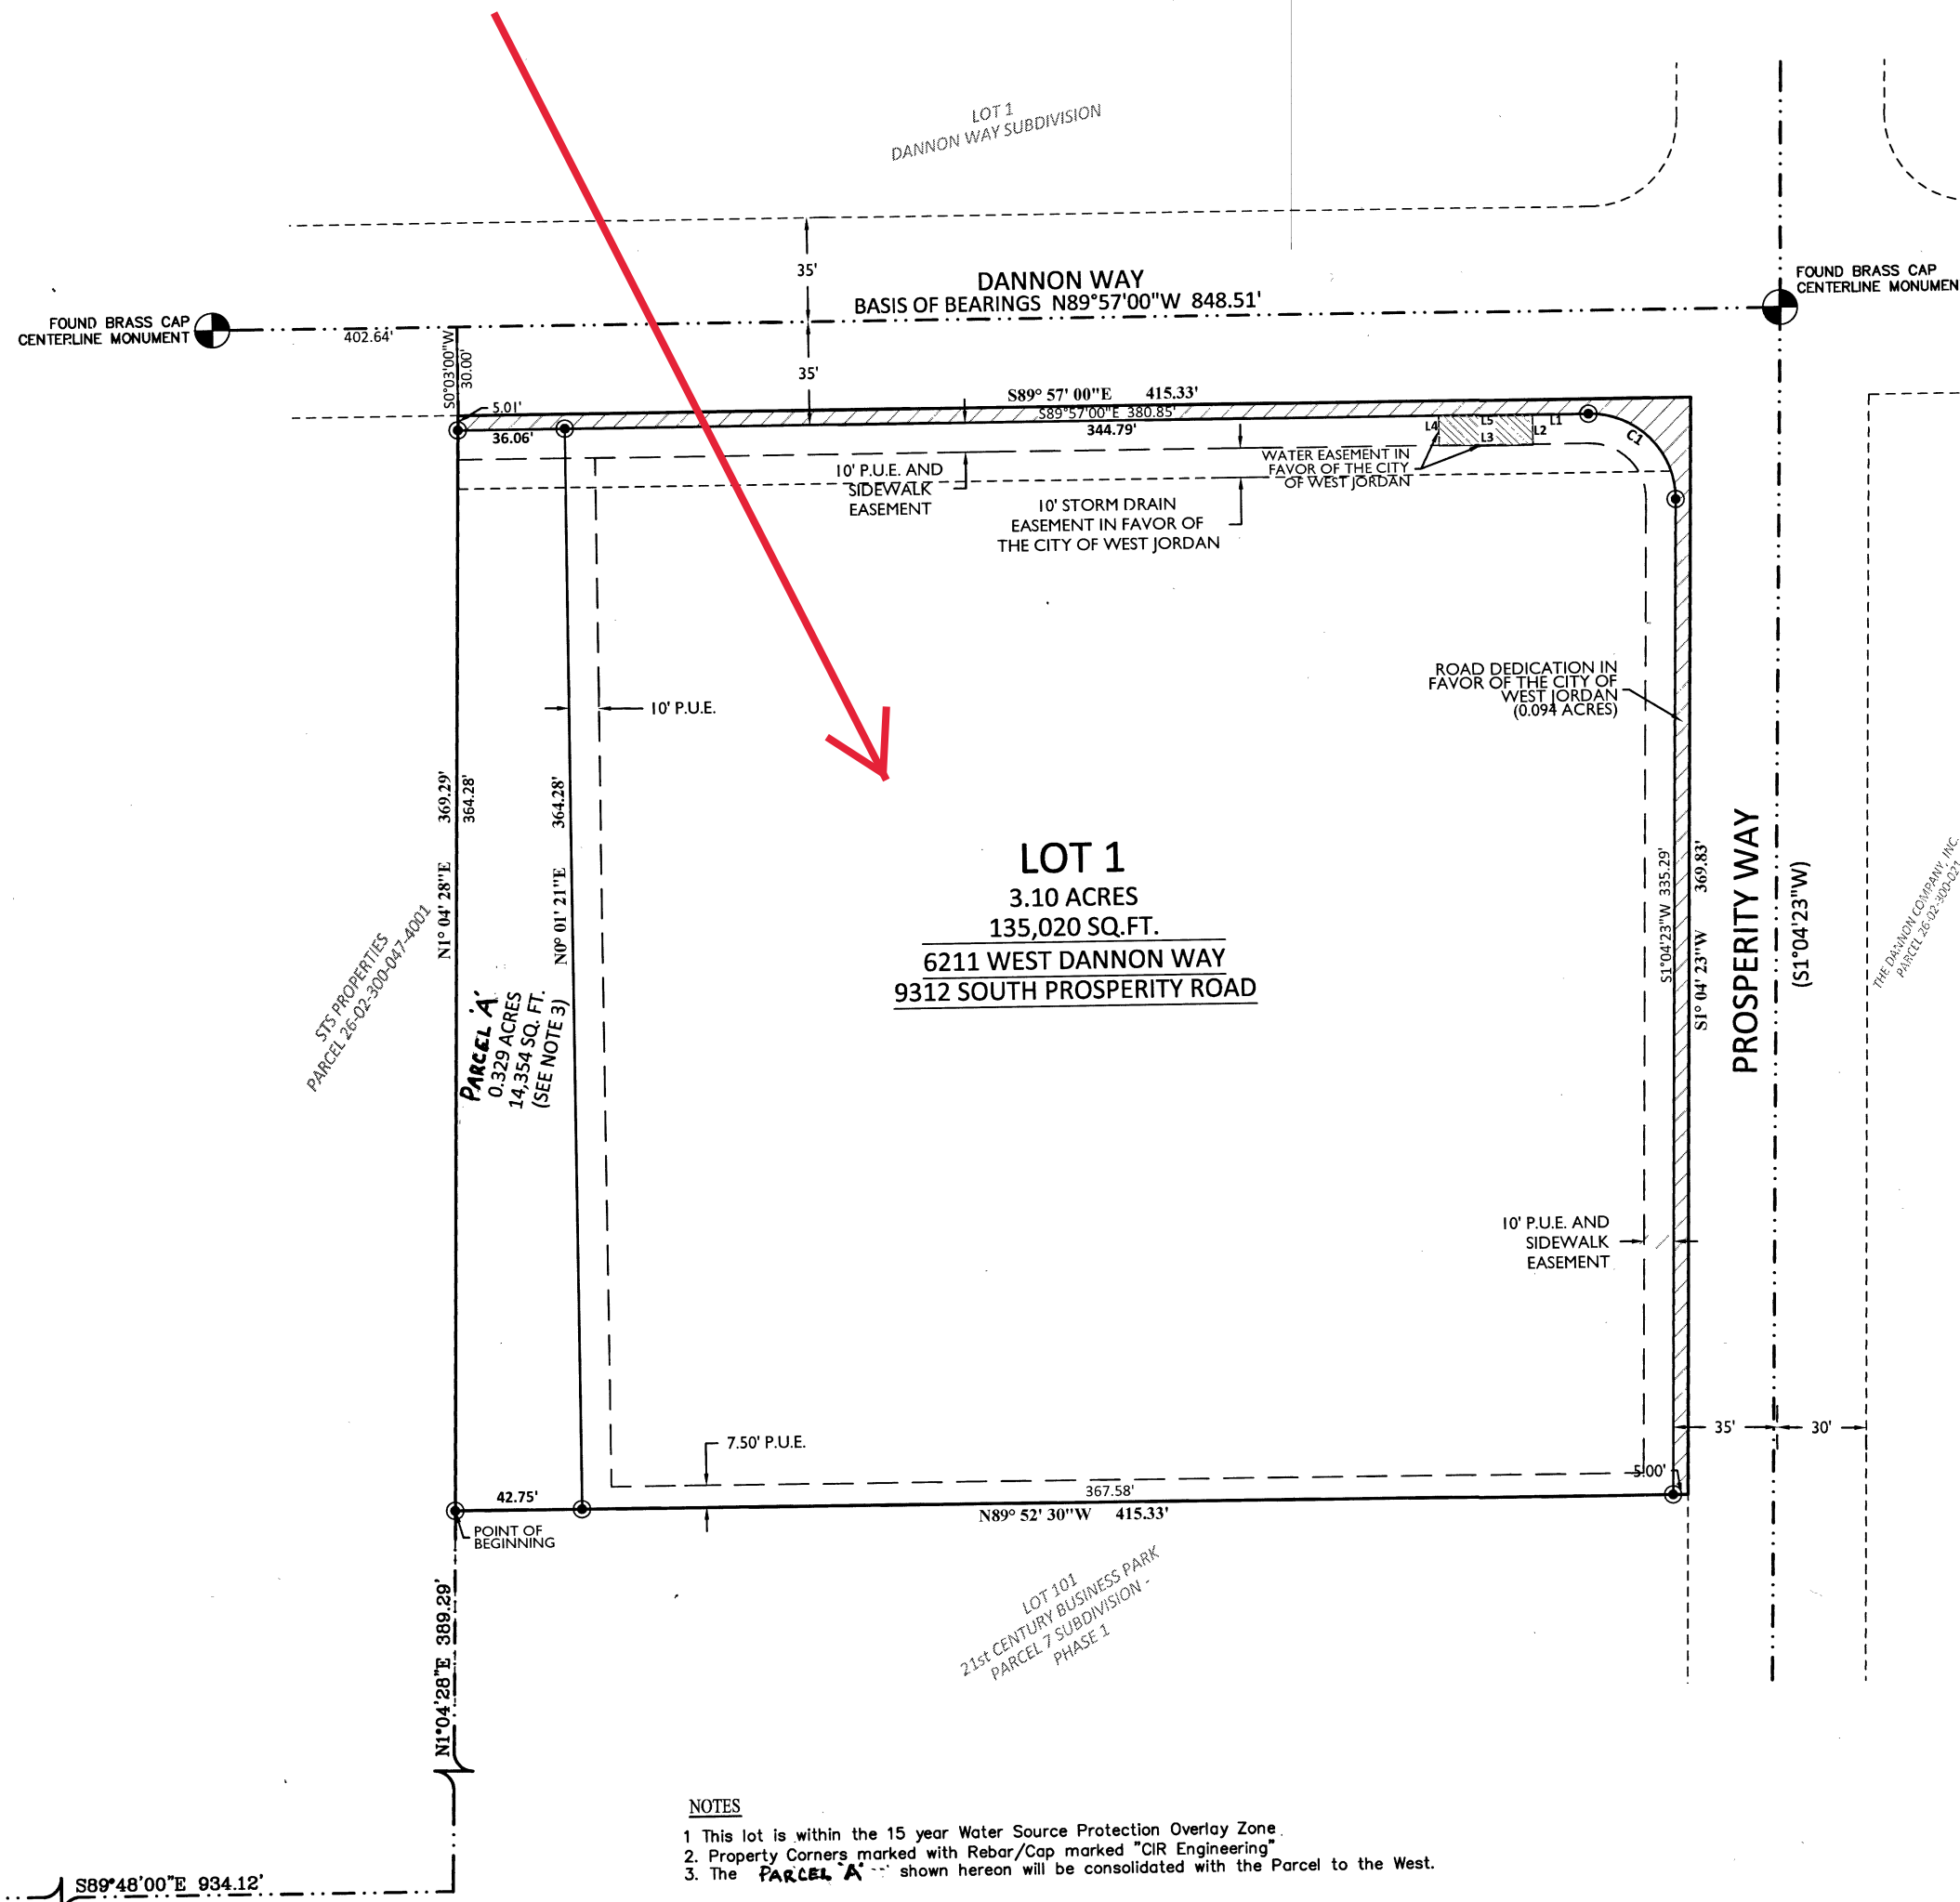 LOT 1
DANNON WAY SUBDIVISION
35'
DANNON WAY
BASIS OF BEARINGS N89°57'00"W 848.51'
FOUND BRASS CAP
CENTERLINE MONUMEN
FOUND BRASS CAP
CENTERLINE MONUMENT
402.64'
S0°03'00"W
30.00'
35'
S89° 57' 00"E 415.33'
5.01'
S89°57'00"E 380.85'
36.06'
344.79'
L4
L5
L3
L1
L2
C1
10' P.U.E. AND
SIDEWALK
EASEMENT
WATER EASEMENT IN
FAVOR OF THE CITY
OF WEST JORDAN
10' STORM DRAIN
EASEMENT IN FAVOR OF
THE CITY OF WEST JORDAN
ROAD DEDICATION IN
FAVOR OF THE CITY OF
WEST JORDAN
(0.094 ACRES)
10' P.U.E.
N1° 04' 28"E 369.29'
364.28'
N0° 01' 21"E 364.28'
LOT 1
3.10 ACRES
135,020 SQ.FT.
6211 WEST DANNON WAY
9312 SOUTH PROSPERITY ROAD
S1°04'23"W 335.29'
S1° 04' 23"W 369.83'
PROSPERITY WAY
(S1°04'23"W)
THE DANNON COMPANY, INC.
PARCEL 26-02-300-021
STS PROPERTIES
PARCEL 26-02-300-047-4001
PARCEL 'A'
0.329 ACRES
14,354 SQ. FT.
(SEE NOTE 3)
10' P.U.E. AND
SIDEWALK
EASEMENT
35'
30'
7.50' P.U.E.
5.00'
42.75'
367.58'
N89° 52' 30"W 415.33'
POINT OF
BEGINNING
LOT 101
21st CENTURY BUSINESS PARK
PARCEL 7 SUBDIVISION -
PHASE 1
N1°04'28"E 389.29'
NOTES
1 This lot is within the 15 year Water Source Protection Overlay Zone.
2. Property Corners marked with Rebar/Cap marked "CIR Engineering"
3. The PARCEL 'A' shown hereon will be consolidated with the Parcel to the West.
S89°48'00"E 934.12'